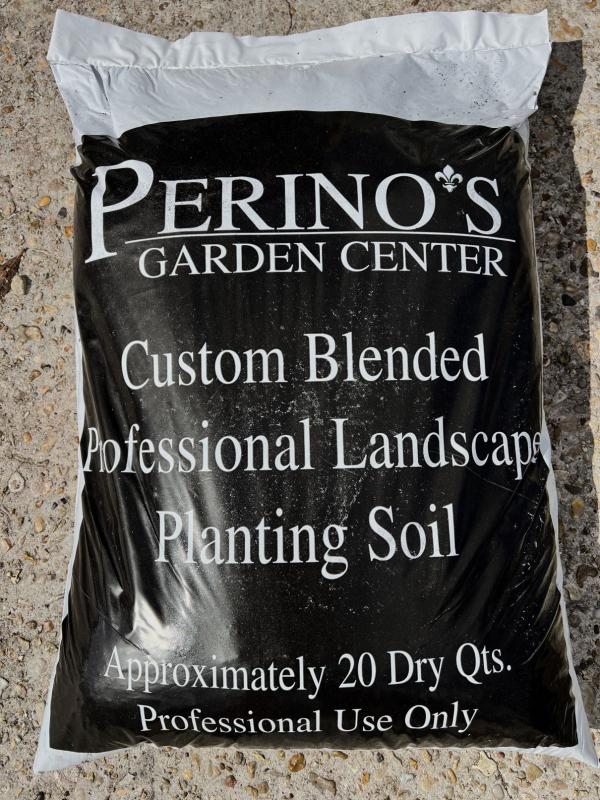 PERINO'S
GARDEN CENTER
Custom Blended
Professional Landscape
Planting Soil
Approximately 20 Dry Qts.
Professional Use Only